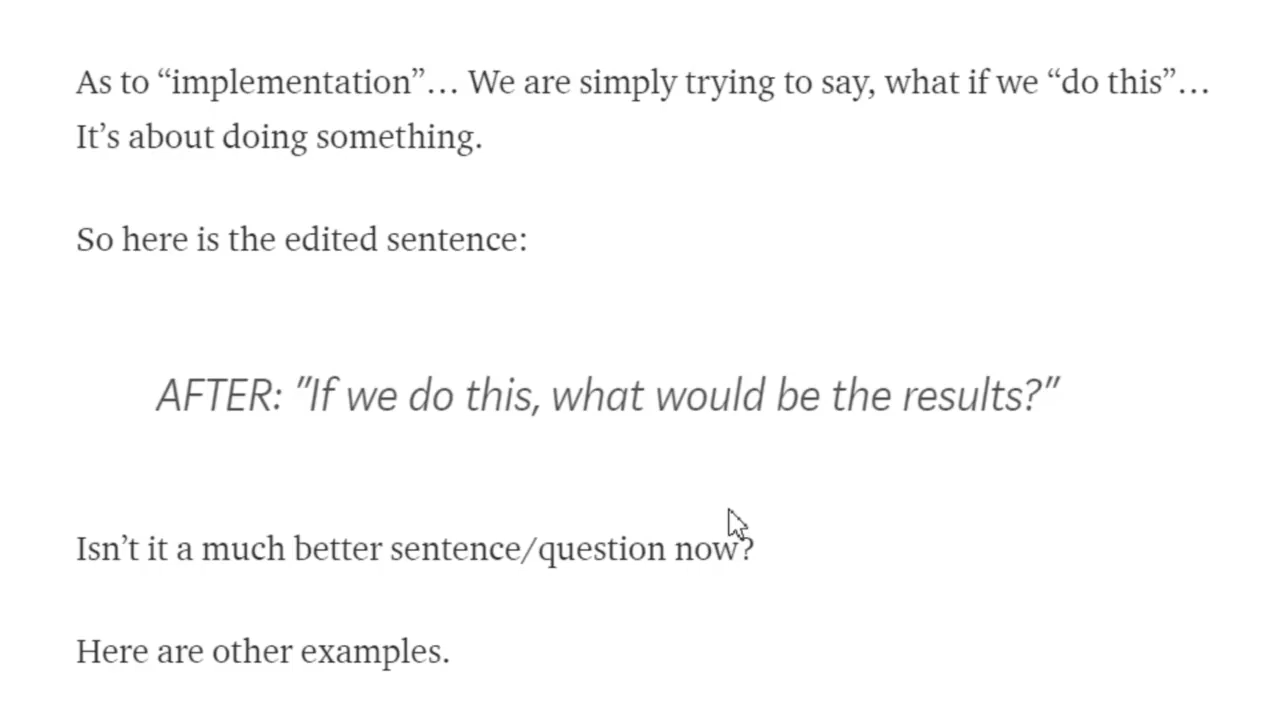 As to “implementation”… We are simply trying to say, what if we “do this”…
It’s about doing something.
So here is the edited sentence:
AFTER: "If we do this, what would be the results?"
Isn’t it a much better sentence/question now?
Here are other examples.